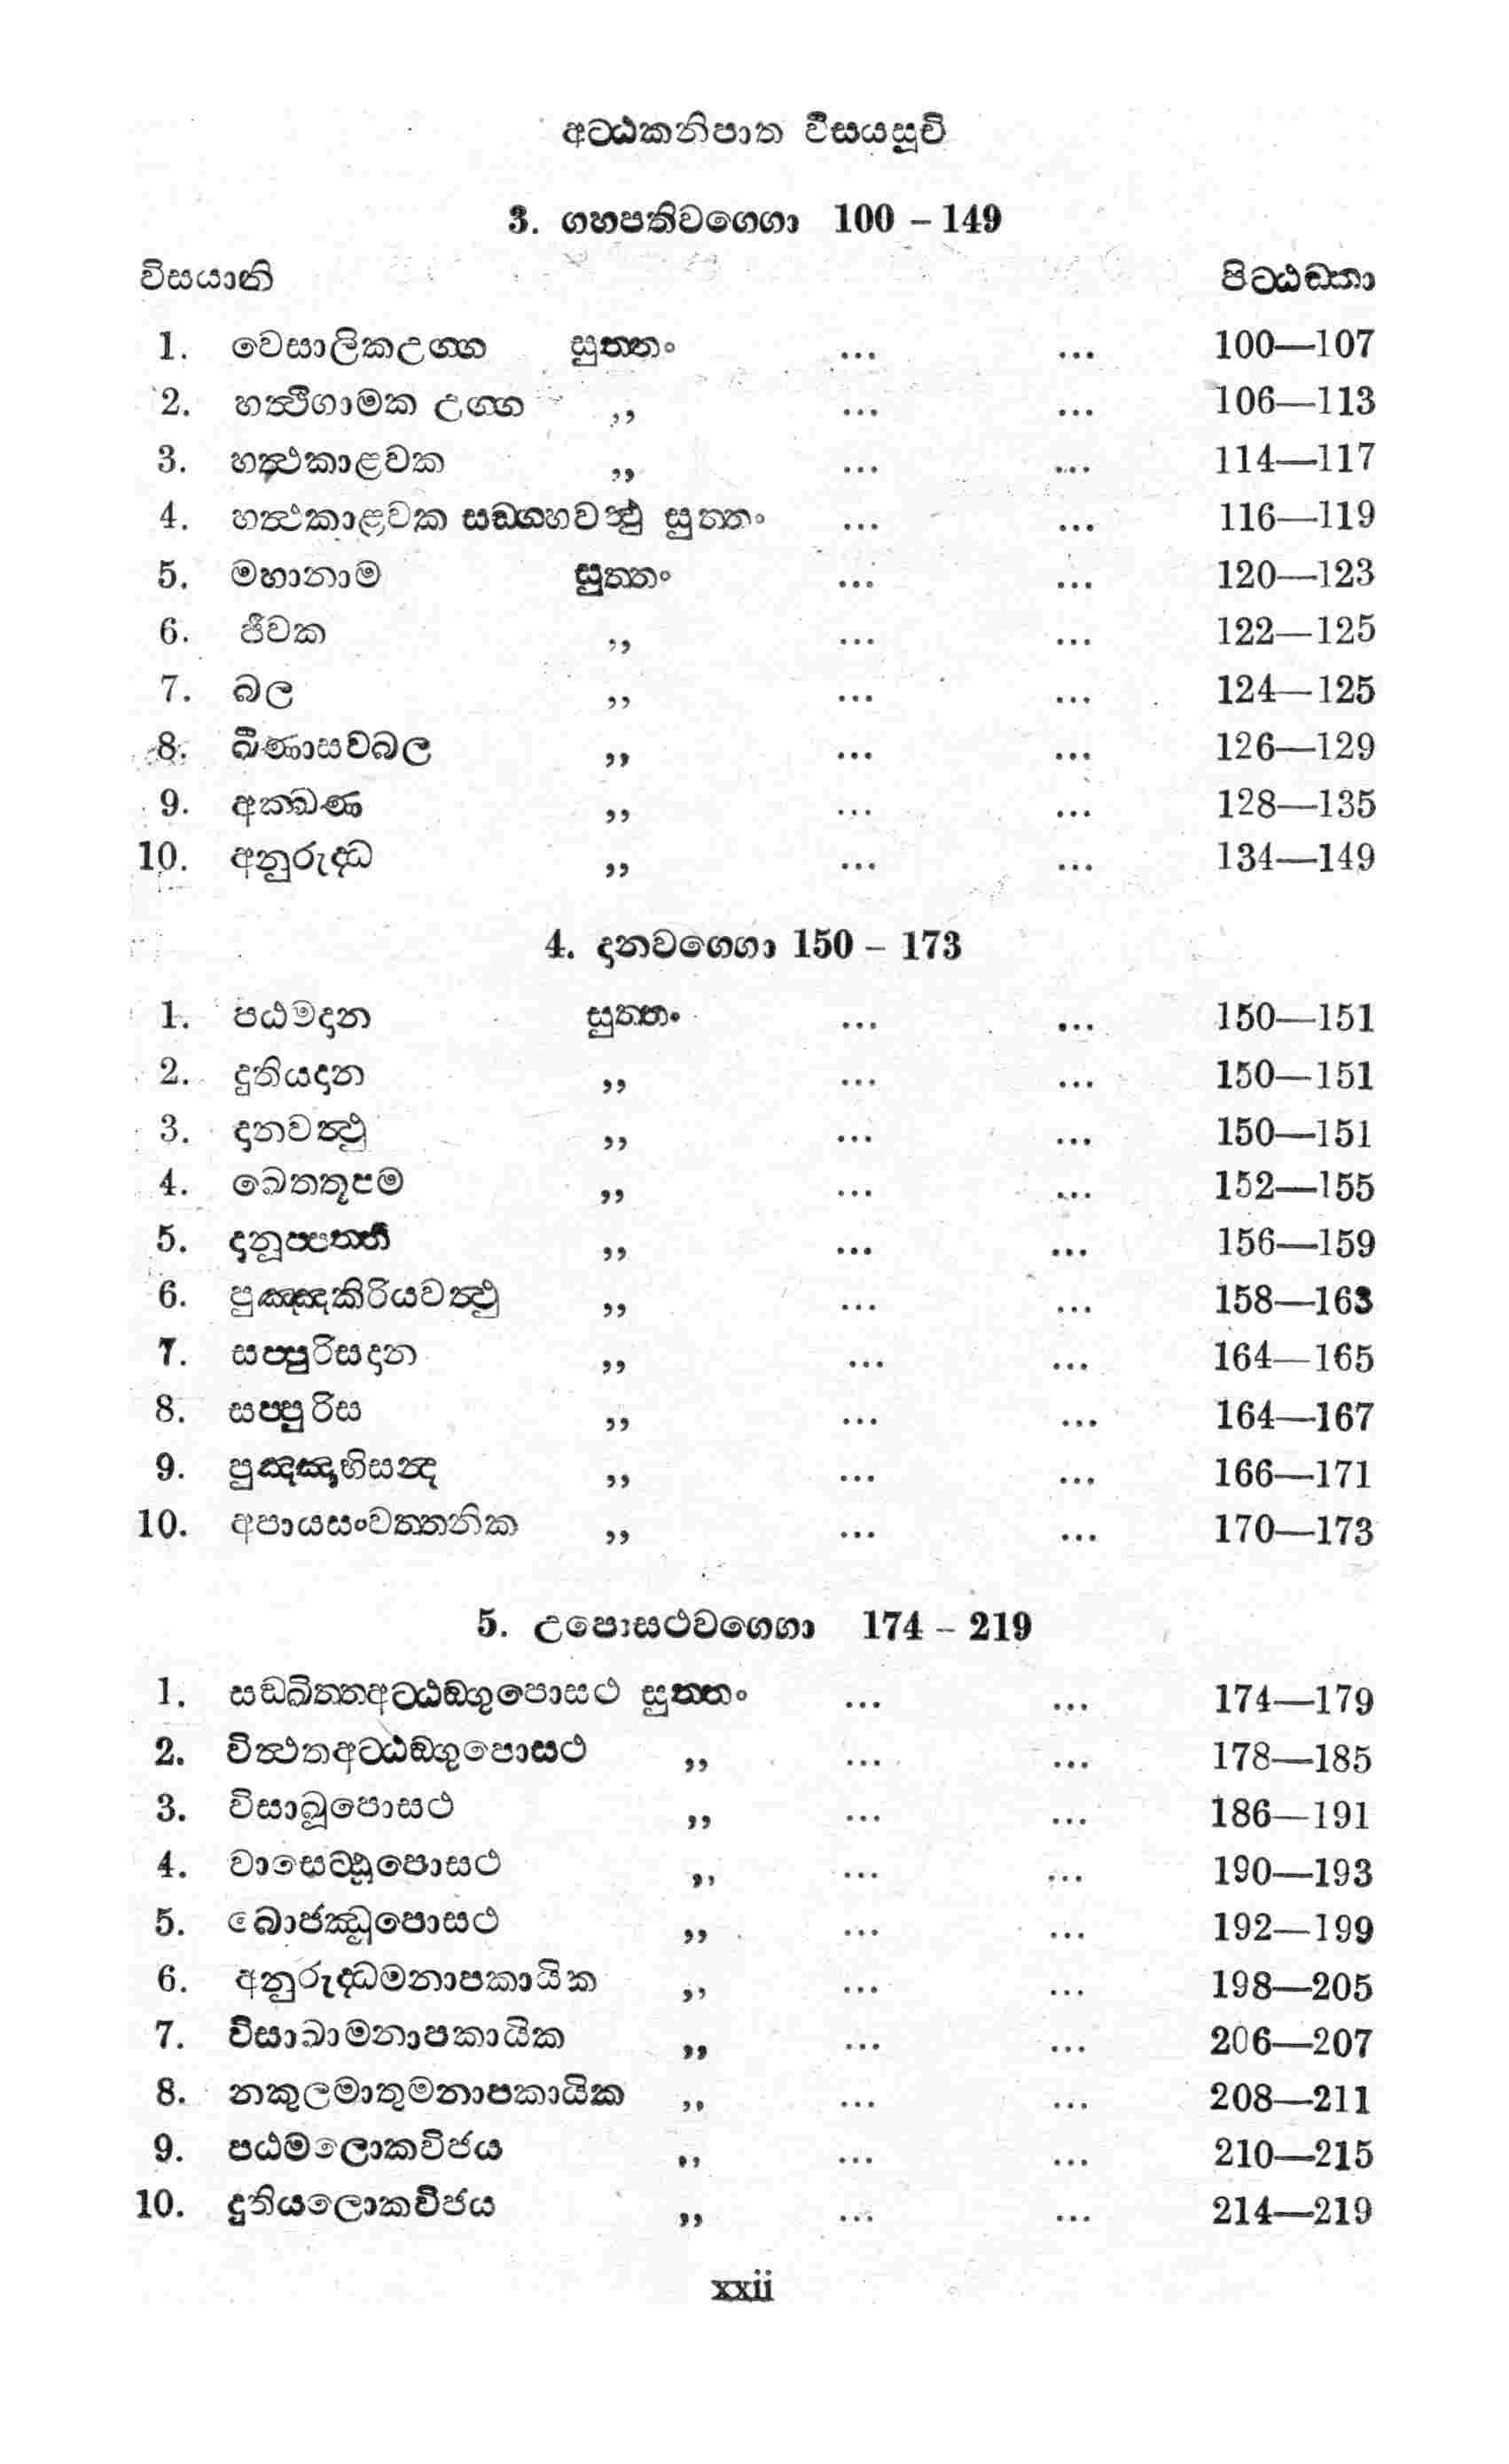 අට්ඨකනිපාත විසයසූචි
3. ගහපතිවග්ගො 100 – 149
විසයානි පිට්ඨඞ්කා
1. වෙසාලිකඋග්ග සුත්තං ... ... 100—107
2. හත්ථිගාමක උග්ග ,, ... ... 106—113
3. හත්ථකාළවක ,, ... ... 114—117
4. හත්ථකාළවක සඞ්ගහවත්ථු සුත්තං ... ... 116—119
5. මහානාම සුත්තං ... ... 120—123
6. ජීවක ,, ... ... 122—125
7. බල ,, ... ... 124—125
8. ඛීණාසවබල ,, ... ... 126—129
9. අක්ඛණ ,, ... ... 128—135
10. අනුරුද්ධ ,, ... ... 134—149
4. දානවග්ගො 150 – 173
1. පඨමදාන සුත්තං ... ... 150—151
2. දුතියදාන ,, ... ... 150—151
3. දානවත්ථු ,, ... ... 150—151
4. ඛෙත්තූපම ,, ... ... 152—155
5. දානූප්පත්ති ,, ... ... 156—159
6. පුඤ්ඤකිරියවත්ථු ,, ... ... 158—163
7. සප්පුරිසදාන ,, ... ... 164—165
8. සප්පුරිස ,, ... ... 164—167
9. පුඤ්ඤාභිසන්ද ,, ... ... 166—171
10. අපායසංවත්තනික ,, ... ... 170—173
5. උපොසථවග්ගො 174 – 219
1. සඞ්ඛිත්තඅට්ඨඞ්ගුපොසථ සුත්තං ... ... 174—179
2. විත්ථතඅට්ඨඞ්ගුපොසථ ,, ... ... 178—185
3. විසාඛූපොසථ ,, ... ... 186—191
4. වාසෙට්ඨුපොසථ ,, ... ... 190—193
5. බොජ්ඣුපොසථ ,, ... ... 192—199
6. අනුරුද්ධමනාපකායික ,, ... ... 198—205
7. විසාඛාමනාපකායික ,, ... ... 206—207
8. නකුලමාතුමනාපකායික ,, ... ... 208—211
9. පඨමලොකවිජය ,, ... ... 210—215
10. දුතියලොකවිජය ,, ... ... 214—219
xxii